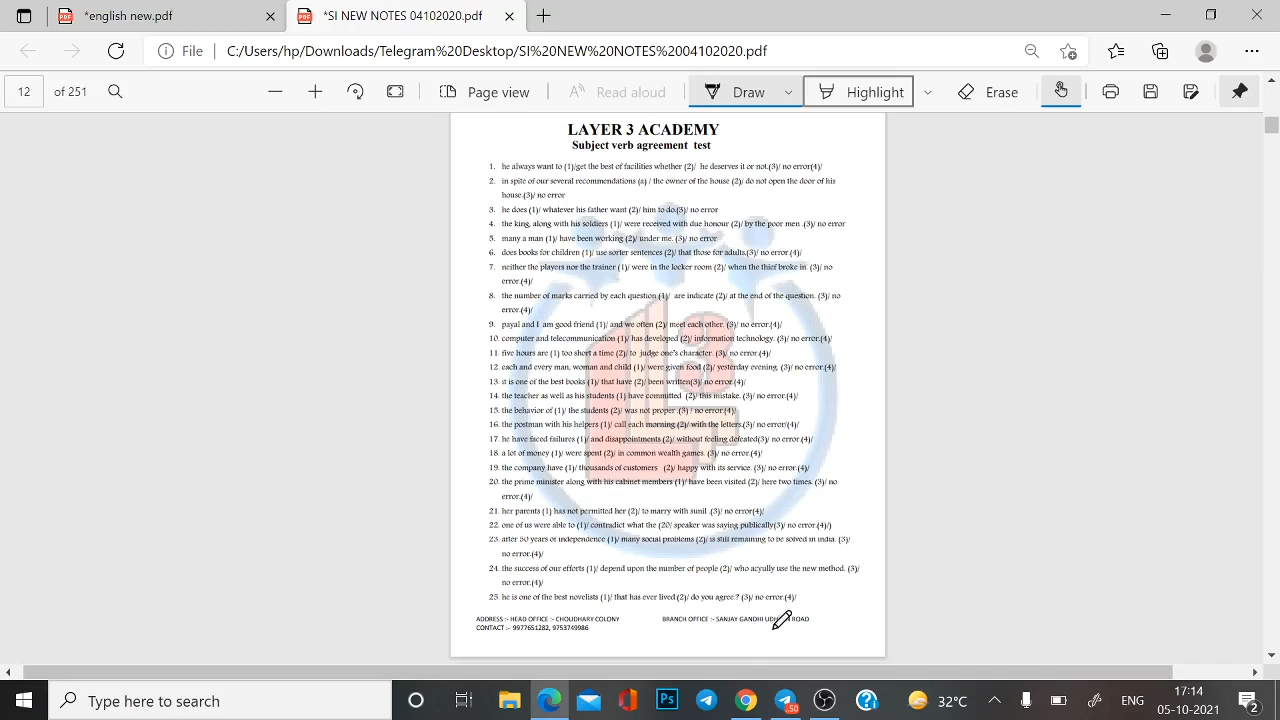 *english new.pdf
*SI NEW NOTES 04102020.pdf
File
C:/Users/hp/Downloads/Telegram%20Desktop/SI%20NEW%20NOTES%2004102020.pdf
12 of 251
Page view
Read aloud
Draw
Highlight
Erase
LAYER 3 ACADEMY
Subject verb agreement test
1. he always want to (1)/get the best of facilities whether (2)/ he deserves it or not.(3)/ no error(4)/
2. in spite of our several recommendations (a) / the owner of the house (2)/ do not open the door of his
house.(3)/ no error
3. he does (1)/ whatever his father want (2)/ him to do.(3)/ no error
4. the king, along with his soldiers (1)/ were received with due honour (2)/ by the poor men .(3)/ no error
5. many a man (1)/ have been working (2)/ under me. (3)/ no error
6. does books for children (1)/ use sorter sentences (2)/ that those for adults.(3)/ no error.(4)/
7. neither the players nor the trainer (1)/ were in the locker room (2)/ when the thief broke in. (3)/ no
error.(4)/
8. the number of marks carried by each question (1)/ are indicate (2)/ at the end of the question. (3)/ no
error.(4)/
9. payal and I am good friend (1)/ and we often (2)/ meet each other. (3)/ no error.(4)/
10. computer and telecommunication (1)/ has developed (2)/ information technology. (3)/ no error.(4)/
11. five hours are (1) too short a time (2)/ to judge one's character. (3)/ no error.(4)/
12. each and every man, woman and child (1)/ were given food (2)/ yesterday evening. (3)/ no error.(4)/
13. it is one of the best books (1)/ that have (2)/ been written(3)/ no error.(4)/
14. the teacher as well as his students (1) have committed (2)/ this mistake. (3)/ no error.(4)/
15. the behavior of (1)/ the students (2)/ was not proper .(3) / no error.(4)/
16. the postman with his helpers (1)/ call each morning (2)/ with the letters.(3)/ no error/(4)/
17. he have faced failures (1)/ and disappointments (2)/ without feeling defeated(3)/ no error.(4)/
18. a lot of money (1)/ were spent (2)/ in common wealth games. (3)/ no error.(4)/
19. the company have (1)/ thousands of customers (2)/ happy with its service. (3)/ no error.(4)/
20. the prime minister along with his cabinet members (1)/ have been visited (2)/ here two times. (3)/ no
error.(4)/
21. her parents (1) has not permitted her (2)/ to marry with sunil .(3)/ no error(4)/
22. one of us were able to (1)/ contradict what the (20/ speaker was saying publically(3)/ no error.(4)/)
23. after 50 years of independence (1)/ many social problems (2)/ is still remaining to be solved in india. (3)/
no error.(4)/
24. the success of our efforts (1)/ depend upon the number of people (2)/ who acyully use the new method. (3)/
no error.(4)/
25. he is one of the best novelists (1)/ that has ever lived.(2)/ do you agree.? (3)/ no error.(4)/
ADDRESS :- HEAD OFFICE :- CHOUDHARY COLONY BRANCH OFFICE :- SANJAY GANDHI ROAD
CONTACT :- 9977651282, 9753749986
Type here to search
Ps
50
32°C
ENG
17:14
05-10-2021
2